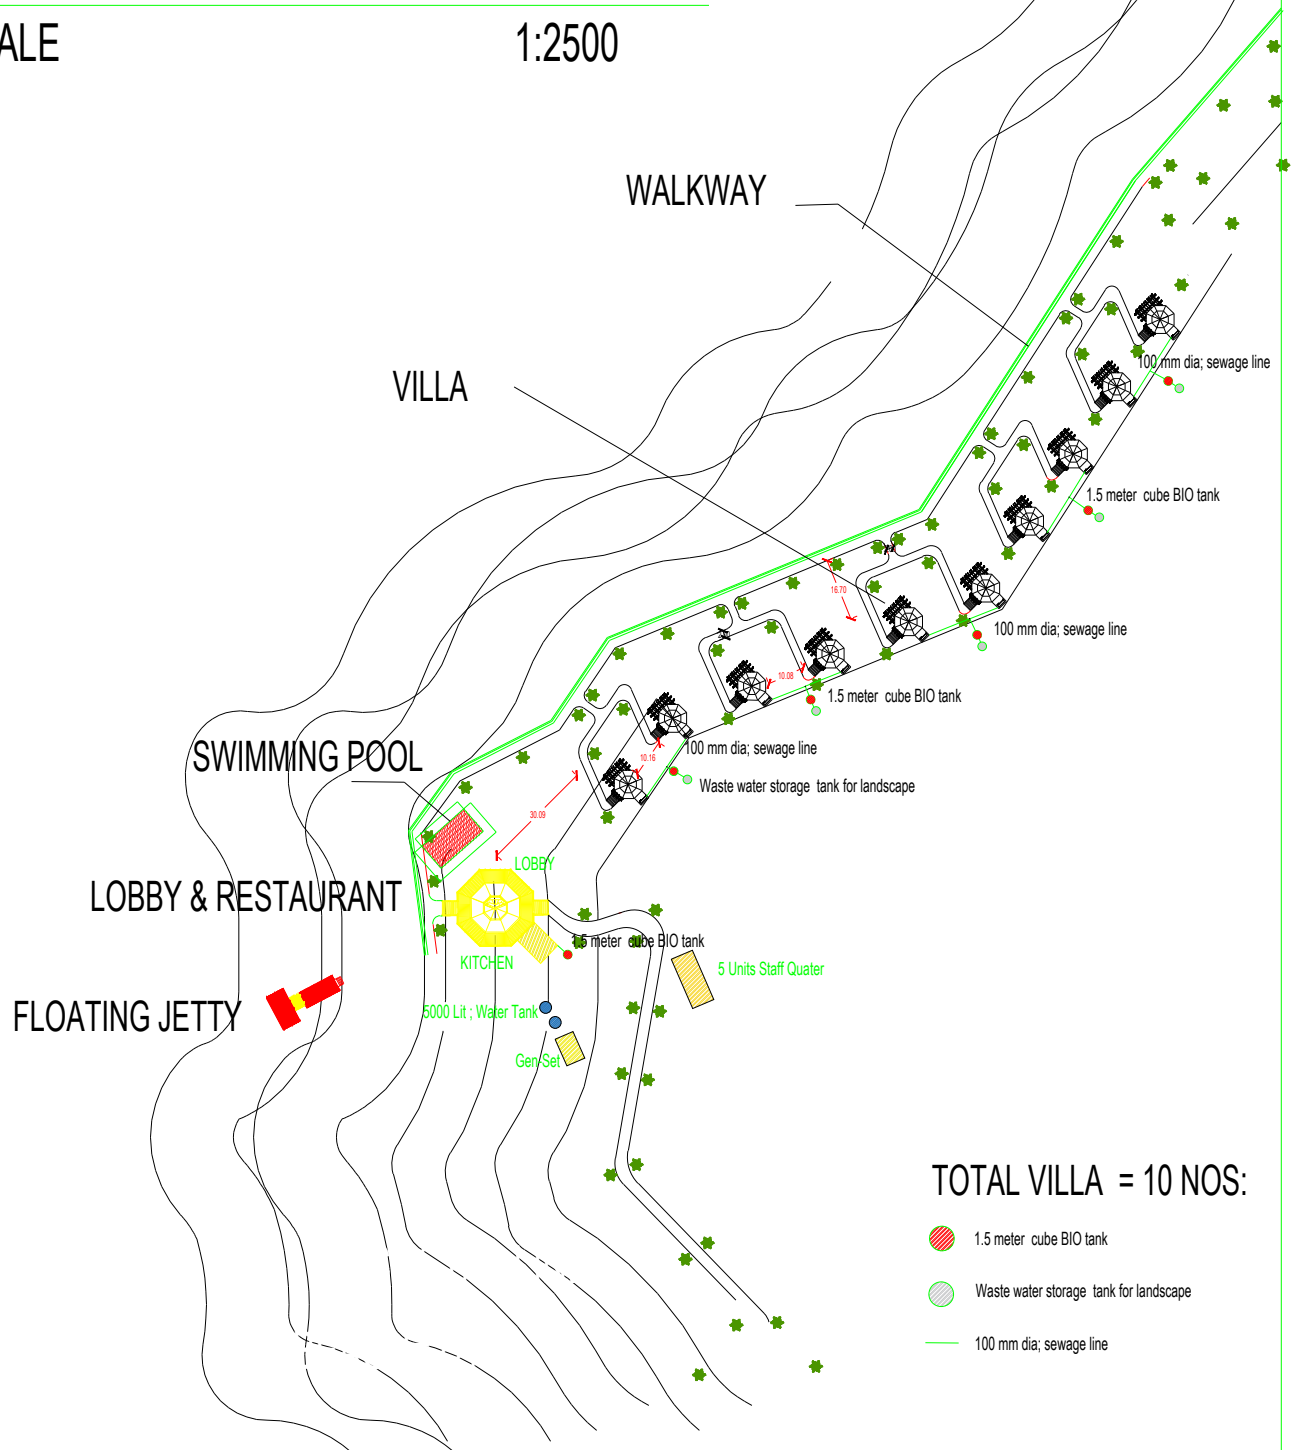 ALE 1:2500
WALKWAY
VILLA
100 mm dia; sewage line
1.5 meter cube BIO tank
16.70
100 mm dia; sewage line
10.08
1.5 meter cube BIO tank
100 mm dia; sewage line
10.16
SWIMMING POOL
Waste water storage tank for landscape
30.09
LOBBY
LOBBY & RESTAURANT
1.5 meter cube BIO tank
KITCHEN
5 Units Staff Quater
FLOATING JETTY
5000 Lit ; Water Tank
Gen-Set
TOTAL VILLA = 10 NOS:
1.5 meter cube BIO tank
Waste water storage tank for landscape
100 mm dia; sewage line